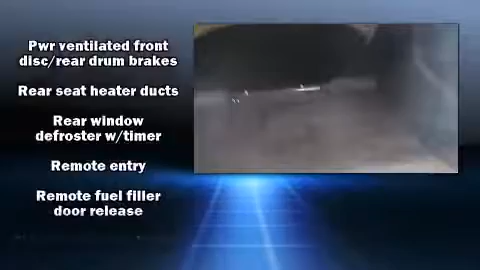 Pwr ventilated front
disc/rear drum brakes
Rear seat heater ducts
Rear window
defroster w/timer
Remote entry
Remote fuel filler
door release